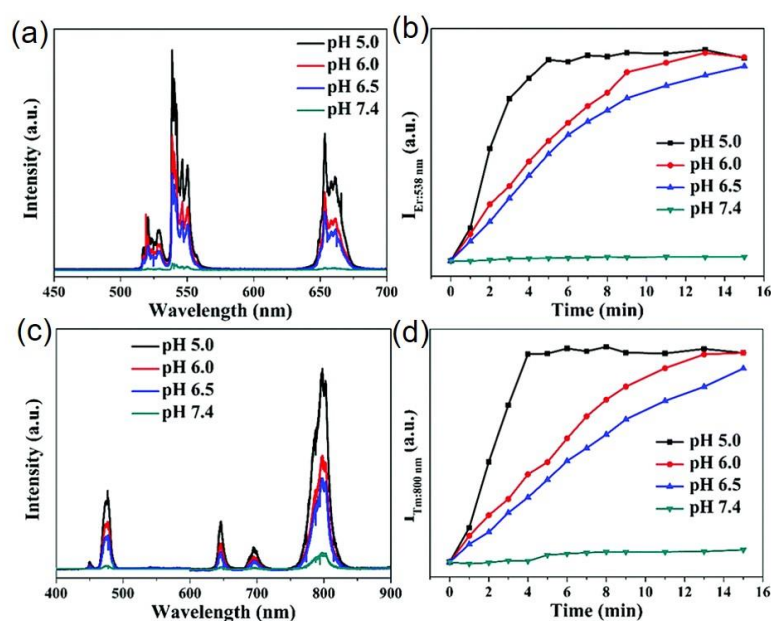 (a)
pH 5.0
pH 6.0
pH 6.5
pH 7.4
Intensity (a.u.)
450 500 550 600 650 700
Wavelength (nm)
(b)
pH 5.0
pH 6.0
pH 6.5
pH 7.4
I Er:538 nm (a.u.)
0 2 4 6 8 10 12 14 16
Time (min)
(c)
pH 5.0
pH 6.0
pH 6.5
pH 7.4
Intensity (a.u.)
400 500 600 700 800 900
Wavelength (nm)
(d)
pH 5.0
pH 6.0
pH 6.5
pH 7.4
I Tm:800 nm (a.u.)
0 2 4 6 8 10 12 14 16
Time (min)